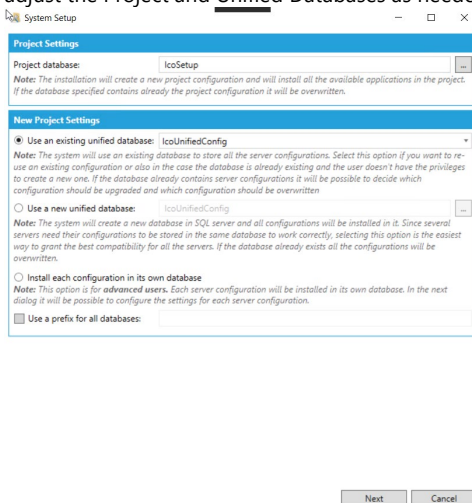 adjust the Project and Unified Databases as neede
System Setup
Project Settings
Project database: IcoSetup ...
Note: The installation will create a new project configuration and will install all the available applications in the project.
If the database specified contains already the project configuration it will be overwritten.
New Project Settings
Use an existing unified database: IcoUnifiedConfig
Note: The system will use an existing database to store all the server configurations. Select this option if you want to re-
use an existing configuration or also in the case the database is already existing and the user doesn't have the privileges
to create a new one. If the database already contains server configurations it will be possible to decide which
configuration should be upgraded and which configuration should be overwritten
Use a new unified database: IcoUnifiedConfig ...
Note: The system will create a new database in SQL server and all configurations will be installed in it. Since several
servers need their configurations to be stored in the same database to work correctly, selecting this option is the easiest
way to grant the best compatibility for all the servers. If the database already exists all the configurations will be
overwritten.
Install each configuration in its own database
Note: This option is for advanced users. Each server configuration will be installed in its own database. In the next
dialog it will be possible to configure the settings for each server configuration.
Use a prefix for all databases:
Next Cancel